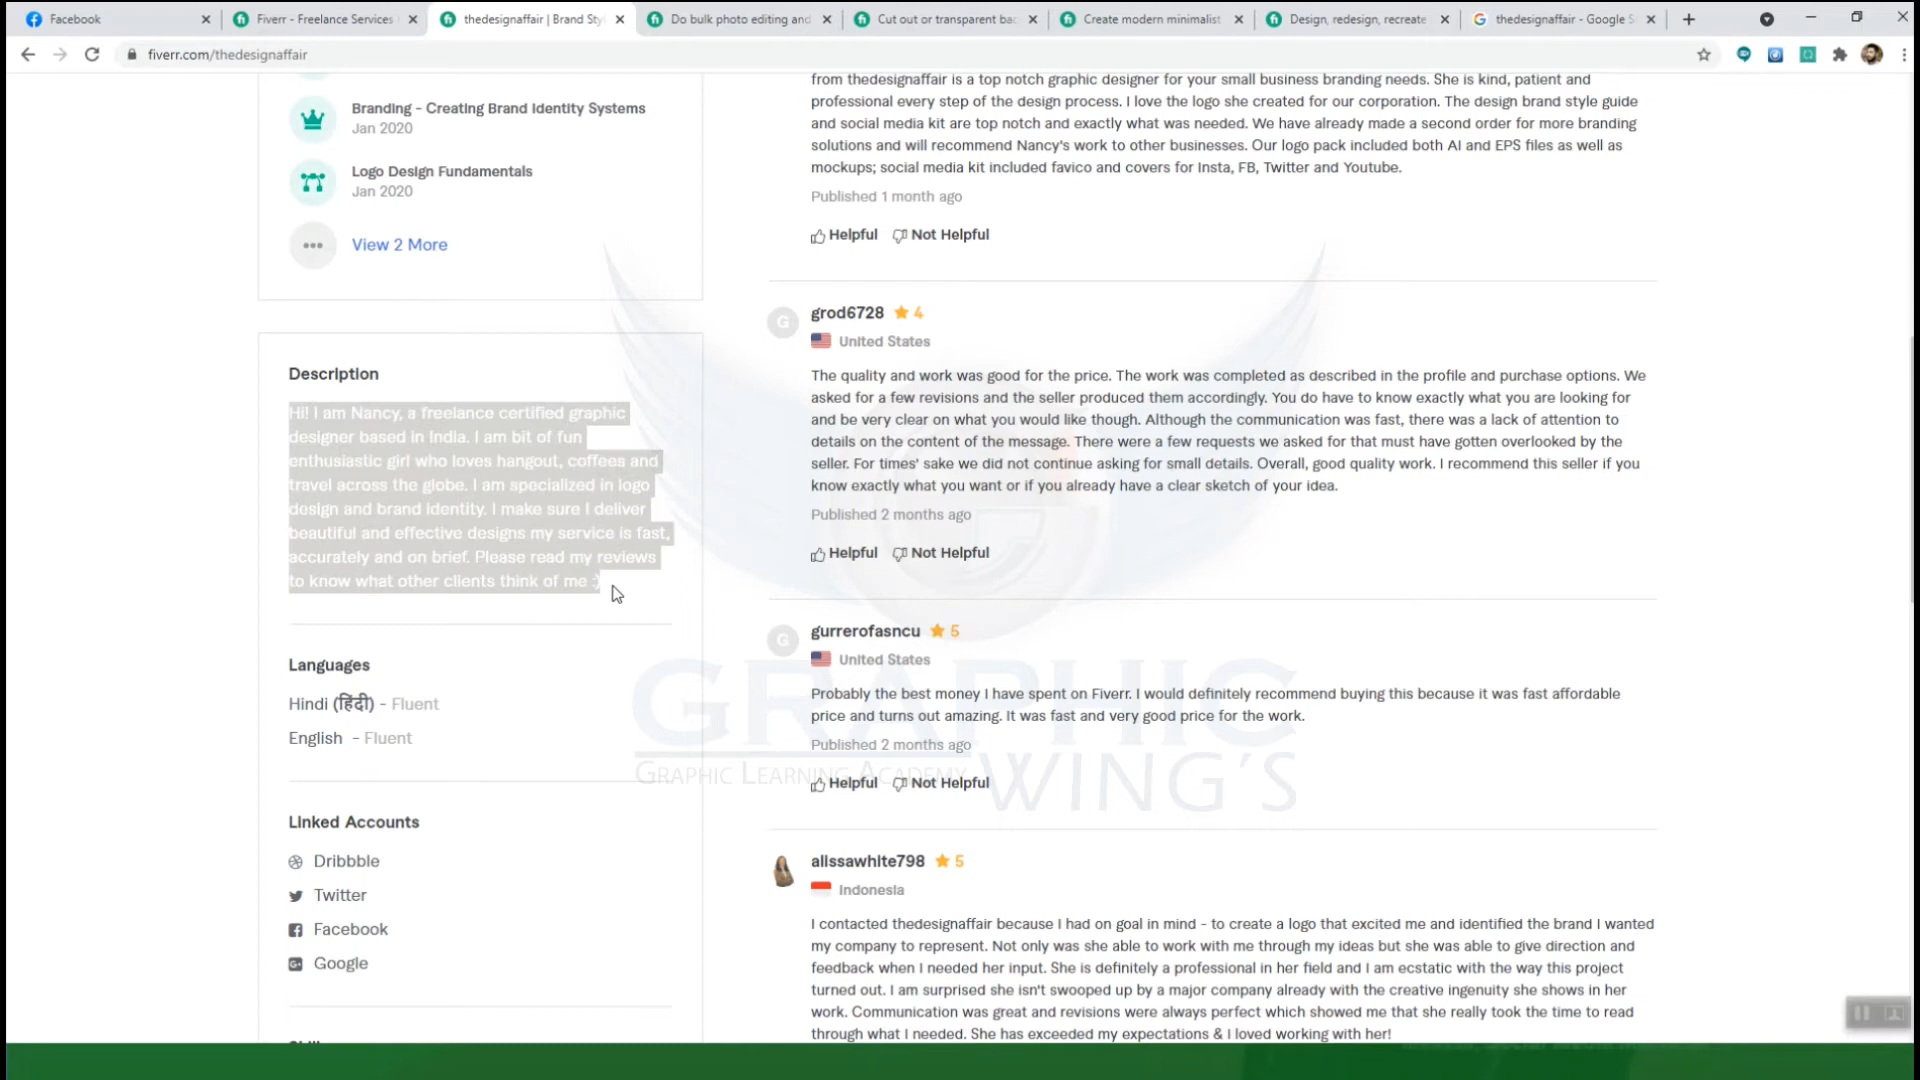 Facebook
Fiverr - Freelance Services
thedesignaffair | Brand Sty
Do bulk photo editing and
Cut out or transparent bac
Create modern minimalist
Design, redesign, recreate
thedesignaffair - Google S
fiverr.com/thedesignaffair
Branding - Creating Brand Identity Systems
Jan 2020
Logo Design Fundamentals
Jan 2020
View 2 More
Description
Hi! I am Nancy, a freelance certified graphic
designer based in India. I am bit of fun
enthusiastic girl who loves hangout, coffees and
travel across the globe. I am specialized in logo
design and brand identity. I make sure I deliver
beautiful and effective designs my service is fast,
accurately and on brief. Please read my reviews
to know what other clients think of me :)
Languages
Hindi (हिंदी) - Fluent
English - Fluent
Linked Accounts
Dribbble
Twitter
Facebook
Google
from thedesignaffair is a top notch graphic designer for your small business branding needs. She is kind, patient and
professional every step of the design process. I love the logo she created for our corporation. The design brand style guide
and social media kit are top notch and exactly what was needed. We have already made a second order for more branding
solutions and will recommend Nancy's work to other businesses. Our logo pack included both AI and EPS files as well as
mockups; social media kit included favico and covers for Insta, FB, Twitter and Youtube.
Published 1 month ago
Helpful Not Helpful
G
grod6728 4
United States
The quality and work was good for the price. The work was completed as described in the profile and purchase options. We
asked for a few revisions and the seller produced them accordingly. You do have to know exactly what you are looking for
and be very clear on what you would like though. Although the communication was fast, there was a lack of attention to
details on the content of the message. There were a few requests we asked for that must have gotten overlooked by the
seller. For times' sake we did not continue asking for small details. Overall, good quality work. I recommend this seller if you
know exactly what you want or if you already have a clear sketch of your idea.
Published 2 months ago
Helpful Not Helpful
G
gurrerofasncu 5
United States
Probably the best money I have spent on Fiverr. I would definitely recommend buying this because it was fast affordable
price and turns out amazing. It was fast and very good price for the work.
Published 2 months ago
Helpful Not Helpful
alissawhite798 5
Indonesia
I contacted thedesignaffair because I had on goal in mind - to create a logo that excited me and identified the brand I wanted
my company to represent. Not only was she able to work with me through my ideas but she was able to give direction and
feedback when I needed her input. She is definitely a professional in her field and I am ecstatic with the way this project
turned out. I am surprised she isn't swooped up by a major company already with the creative ingenuity she shows in her
work. Communication was great and revisions were always perfect which showed me that she really took the time to read
through what I needed. She has exceeded my expectations & I loved working with her!
GRAPHIC
GRAPHIC LEARNING ACADEMY
WING'S